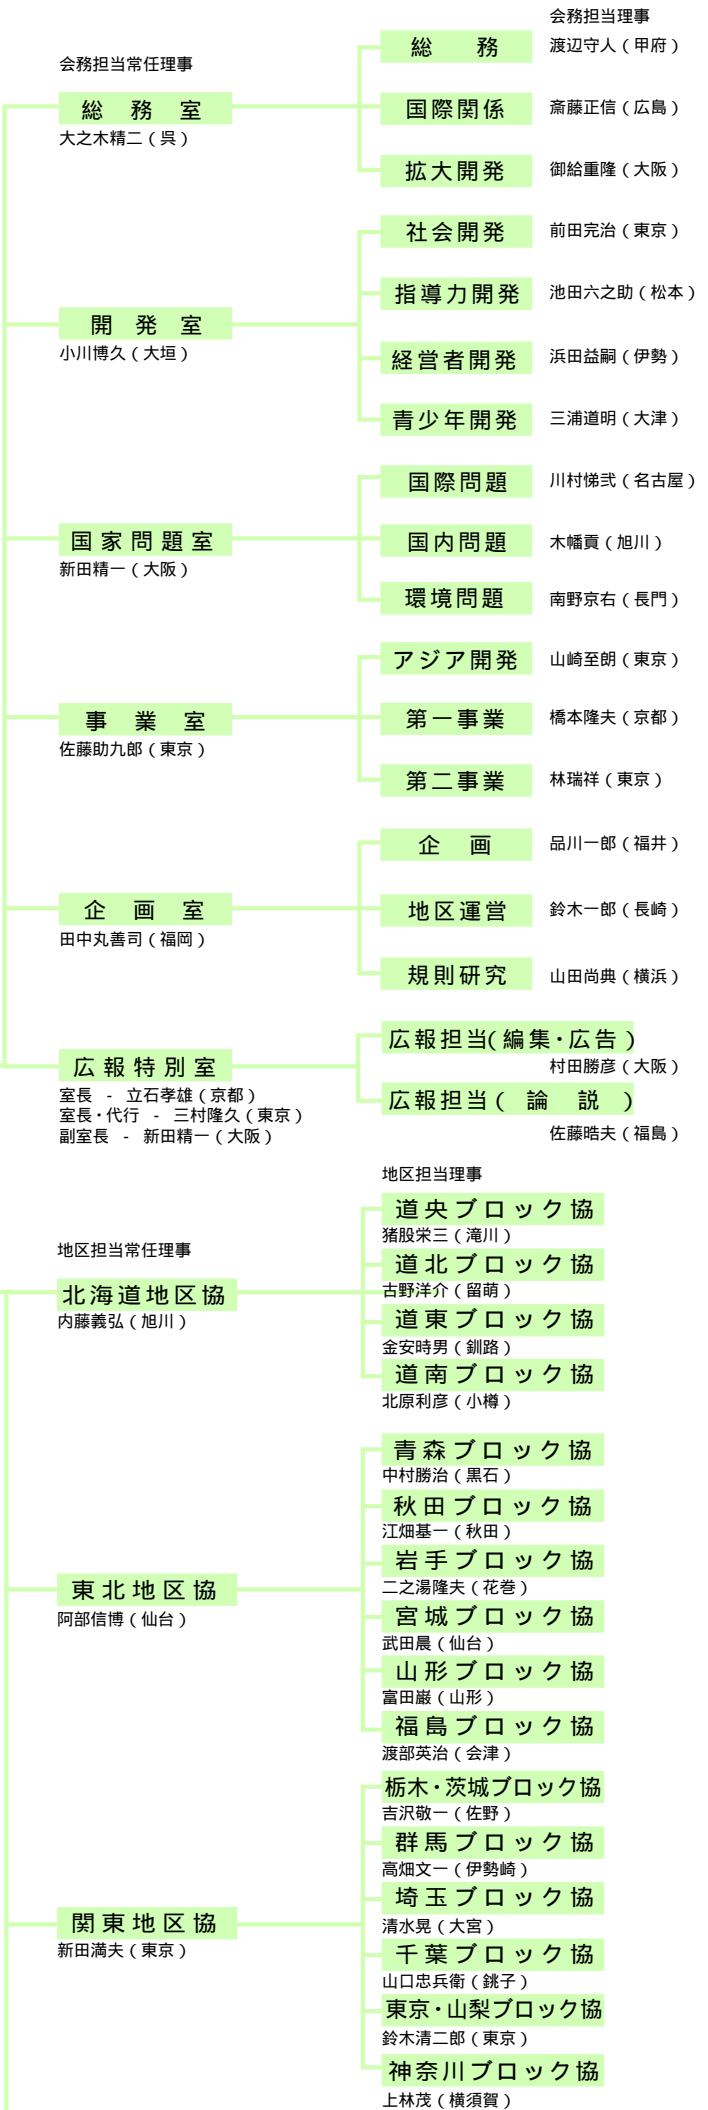 会務担当理事
会務担当常任理事
総務室
大之木精二(呉)
総務
渡辺守人(甲府)
国際関係
斎藤正信(広島)
拡大開発
御給重隆(大阪)
開発室
小川博久(大垣)
社会開発
前田完治(東京)
指導力開発
池田六之助(松本)
経営者開発
浜田益嗣(伊勢)
青少年開発
三浦道明(大津)
国家問題室
新田精一(大阪)
国際問題
川村悌弐(名古屋)
国内問題
木幡貢(旭川)
環境問題
南野京右(長門)
事業室
佐藤助九郎(東京)
アジア開発
山崎至朗(東京)
第一事業
橋本隆夫(京都)
第二事業
林瑞祥(東京)
企画室
田中丸善司(福岡)
企画
品川一郎(福井)
地区運営
鈴木一郎(長崎)
規則研究
山田尚典(横浜)
広報特別室
室長 - 立石孝雄(京都)
室長・代行 - 三村隆久(東京)
副室長 - 新田精一(大阪)
広報担当(編集・広告)
村田勝彦(大阪)
広報担当(論説)
佐藤晧夫(福島)
地区担当理事
地区担当常任理事
北海道地区協
内藤義弘(旭川)
道央ブロック協
猪股栄三(滝川)
道北ブロック協
古野洋介(留萌)
道東ブロック協
金安時男(釧路)
道南ブロック協
北原利彦(小樽)
東北地区協
阿部信博(仙台)
青森ブロック協
中村勝治(黒石)
秋田ブロック協
江畑基一(秋田)
岩手ブロック協
二之湯隆夫(花巻)
宮城ブロック協
武田晨(仙台)
山形ブロック協
富田巌(山形)
福島ブロック協
渡部英治(会津)
関東地区協
新田満夫(東京)
栃木・茨城ブロック協
吉沢敬一(佐野)
群馬ブロック協
高畑文一(伊勢崎)
埼玉ブロック協
清水晃(大宮)
千葉ブロック協
山口忠兵衛(銚子)
東京・山梨ブロック協
鈴木清二郎(東京)
神奈川ブロック協
上林茂(横須賀)